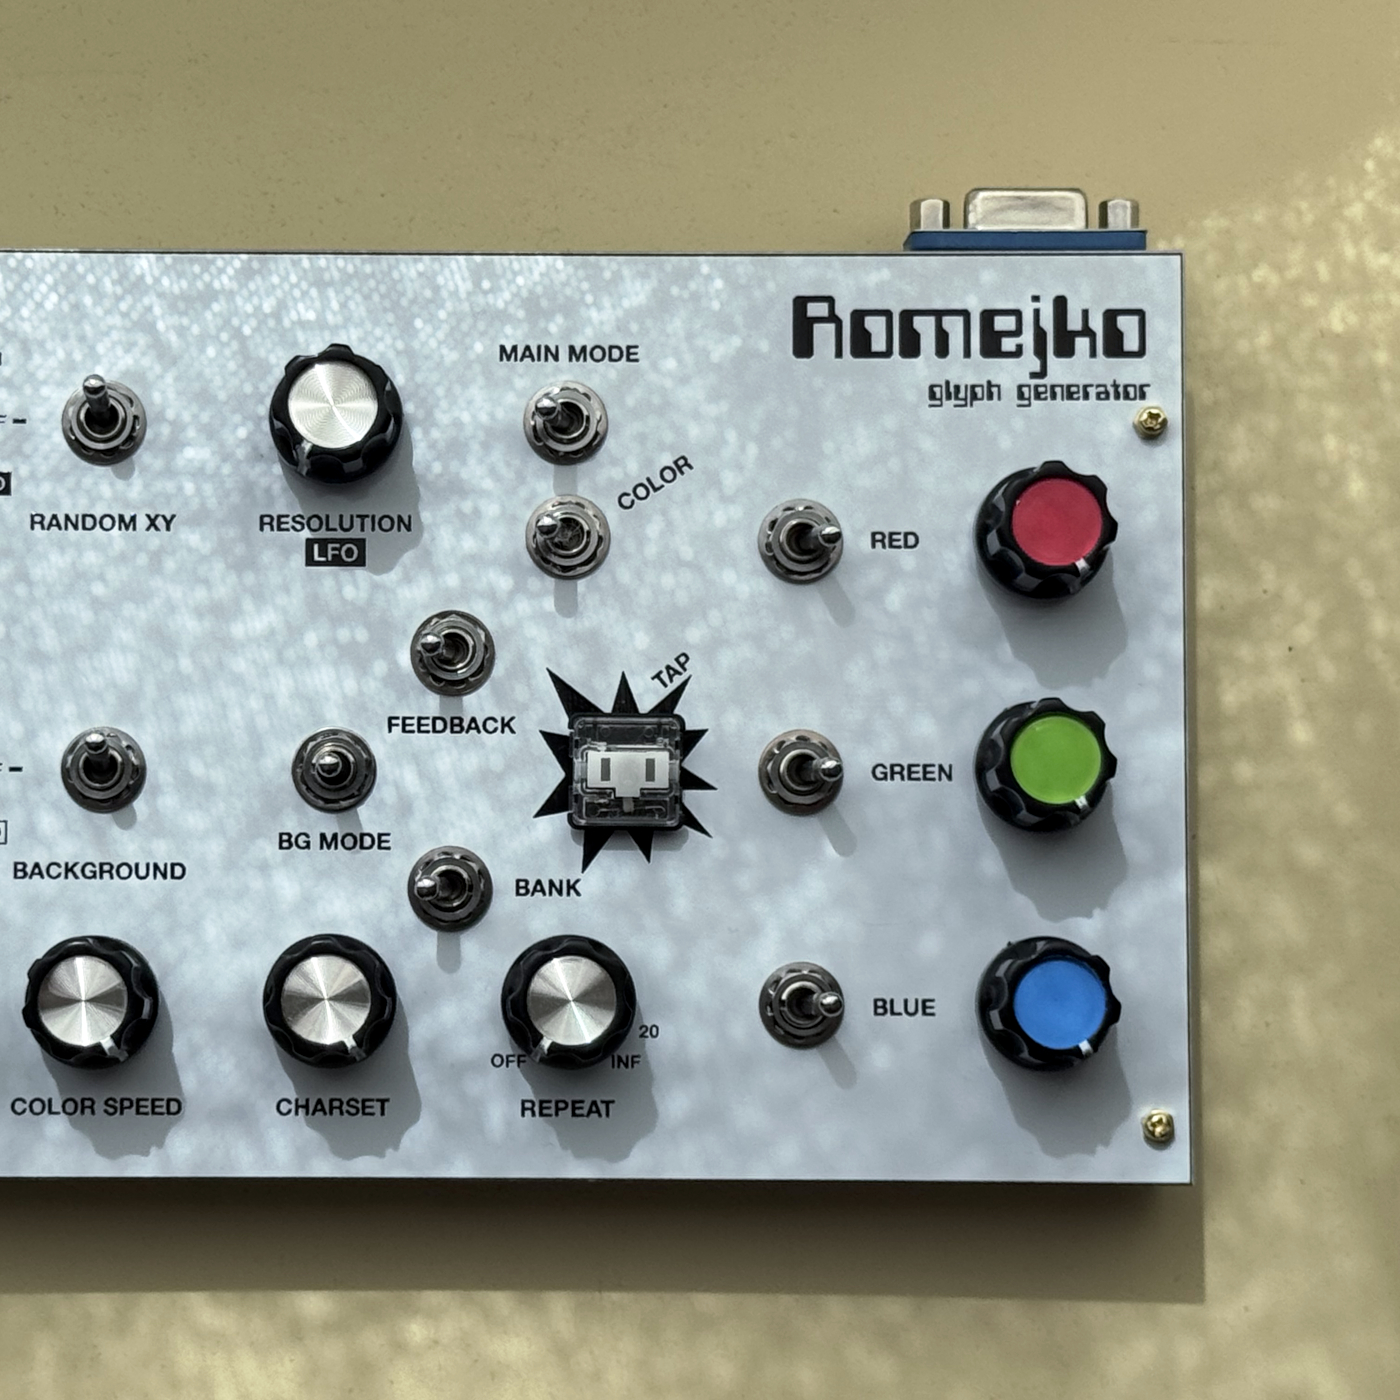 Romejko
glyph generator
MAIN MODE
COLOR
RANDOM XY
RESOLUTION
LFO
RED
TAP
FEEDBACK
GREEN
BG MODE
BACKGROUND
BANK
BLUE
20
OFF
INF
COLOR SPEED
CHARSET
REPEAT